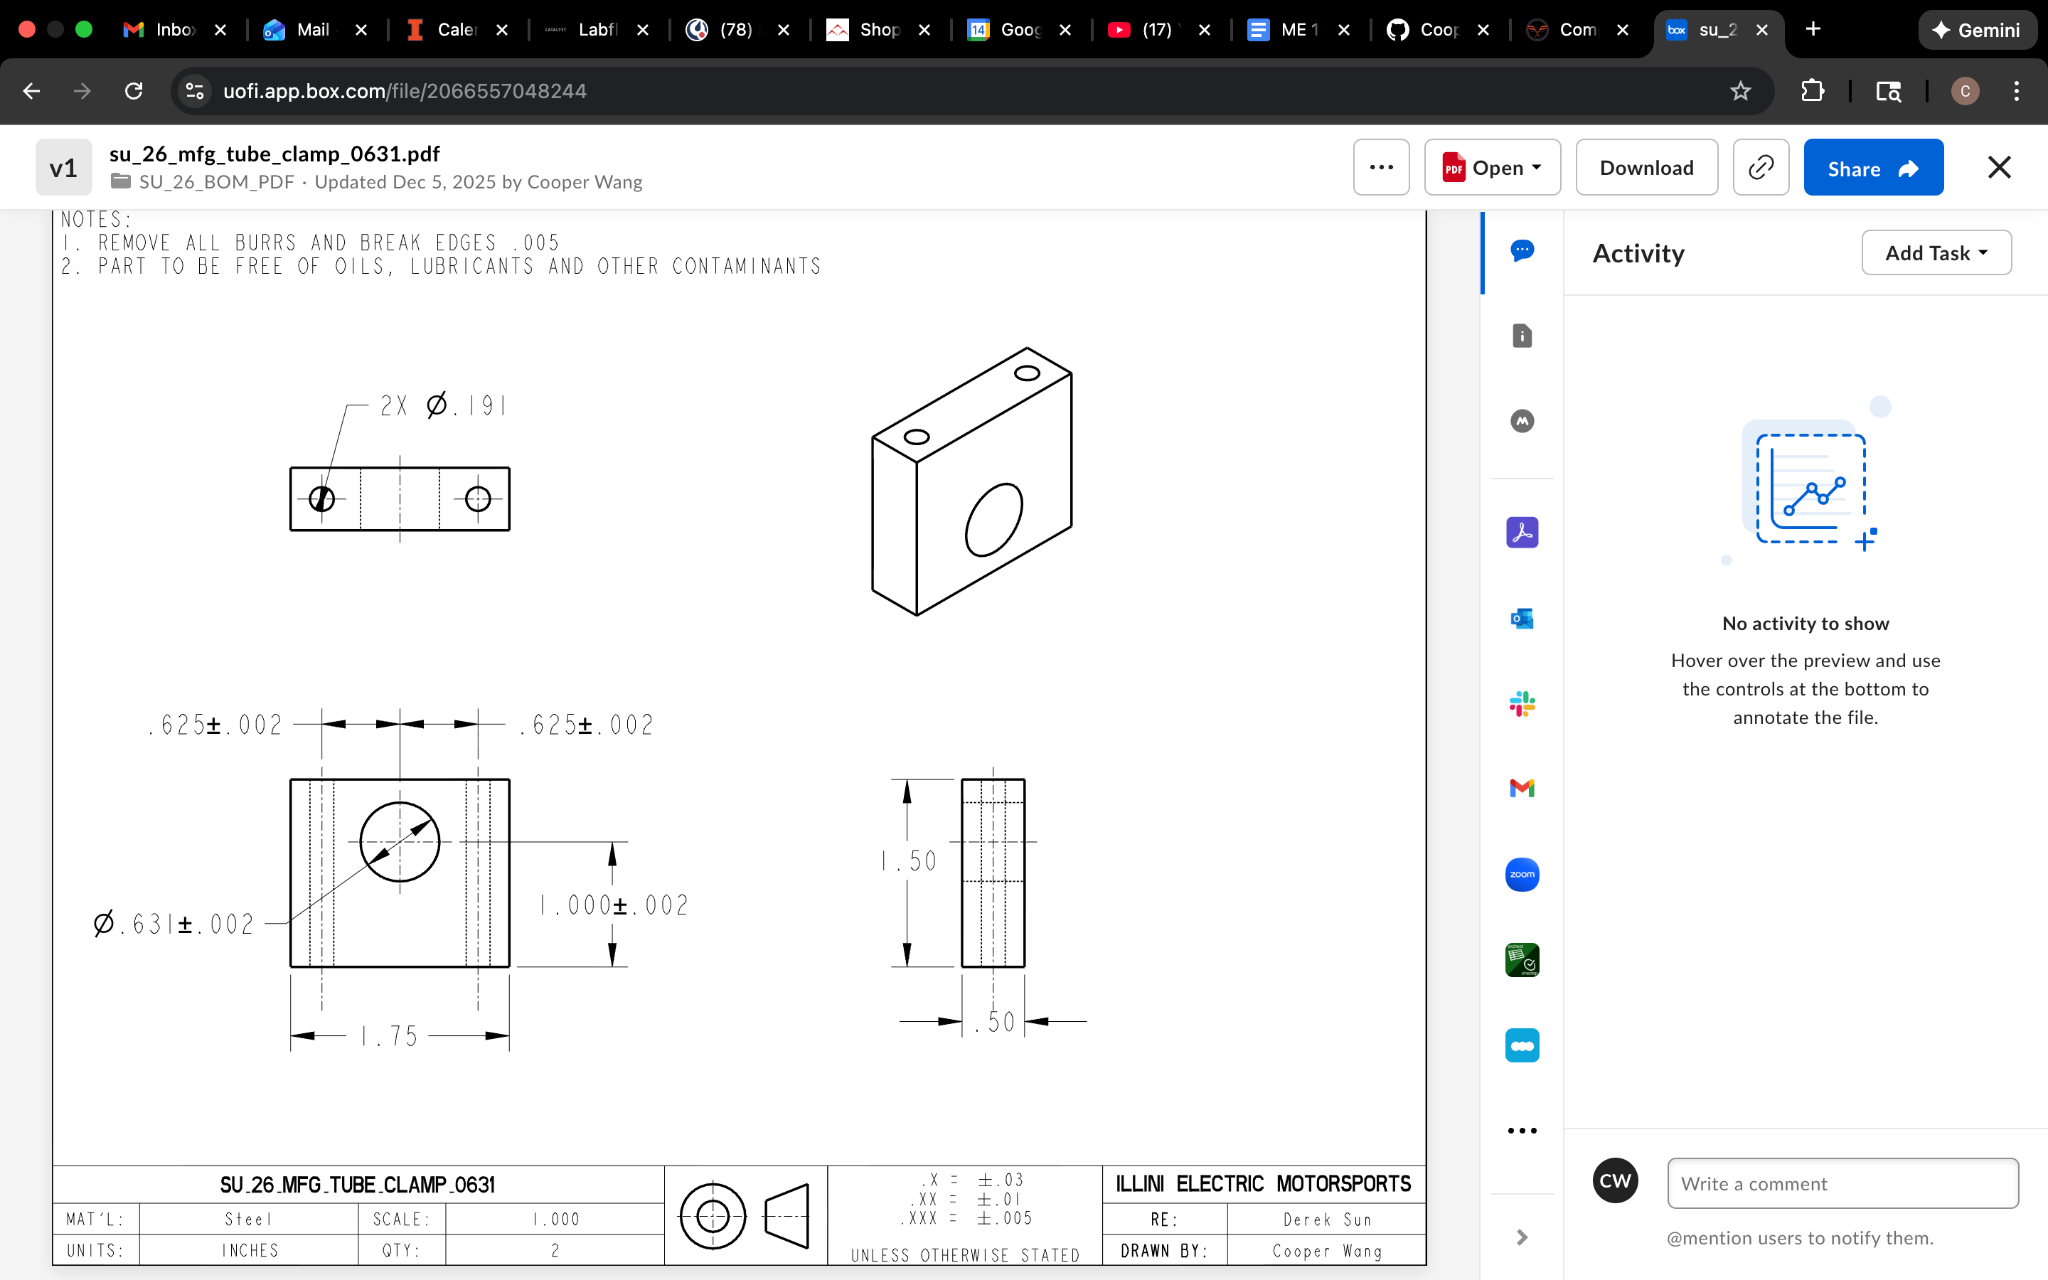 Inbo
Mail
Caler
Labfl
(78)
Shop
Goog
(17)
ME 1
Coop
Com
su_2
Gemini
uofi.app.box.com/file/2066557048244
C
v1
su_26_mfg_tube_clamp_0631.pdf
SU_26_BOM_PDF · Updated Dec 5, 2025 by Cooper Wang
Open
Download
Share
NOTES:
1. REMOVE ALL BURRS AND BREAK EDGES .005
2. PART TO BE FREE OF OILS, LUBRICANTS AND OTHER CONTAMINANTS
2X Ø.191
.625±.002
.625±.002
Ø.631±.002
1.000±.002
1.75
1.50
.50
SU_26_MFG_TUBE_CLAMP_0631
MAT'L: Steel SCALE: 1.000
UNITS: INCHES QTY: 2
.X = ±.03
.XX = ±.01
.XXX = ±.005
UNLESS OTHERWISE STATED
ILLINI ELECTRIC MOTORSPORTS
RE: Derek Sun
DRAWN BY: Cooper Wang
Activity
Add Task
No activity to show
Hover over the preview and use
the controls at the bottom to
annotate the file.
zoom
CW
Write a comment
@mention users to notify them.